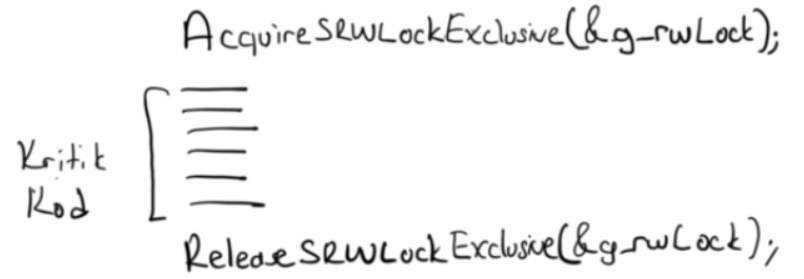 AcquireSRWLockExclusive(&g_rwLock);
Kritik
Kod
ReleaseSRWLockExclusive(&g_rwLock);